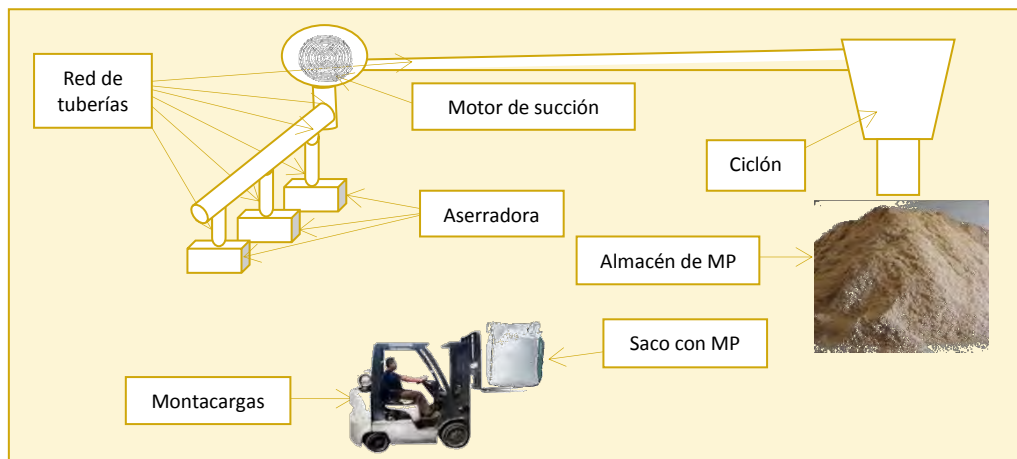 Red de
tuberías
Motor de succión
Ciclón
Aserradora
Almacén de MP
Saco con MP
Montacargas